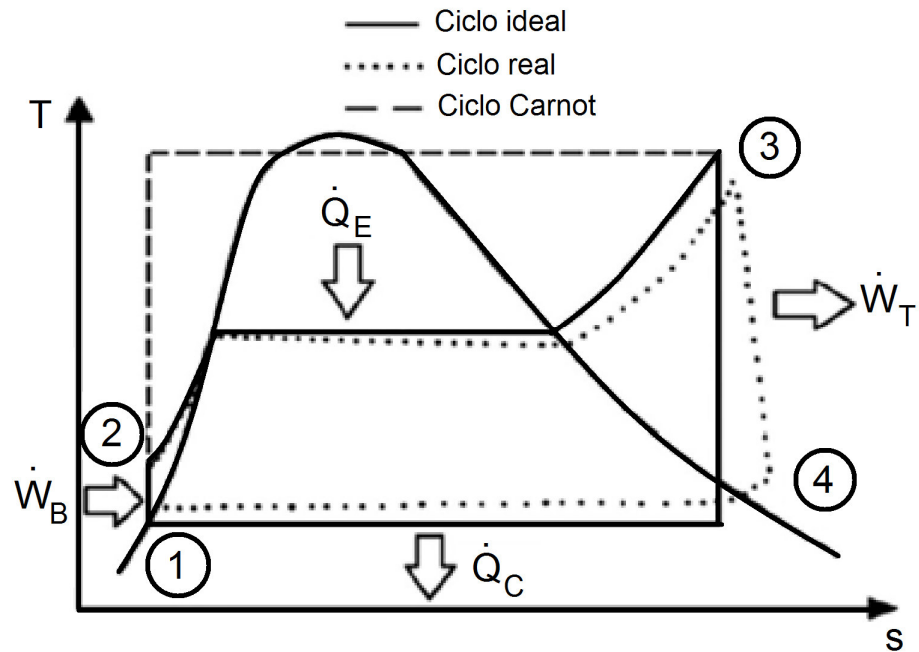 Ciclo ideal
Ciclo real
Ciclo Carnot
T
3
Q̇E
ẆT
2
ẆB
4
1
Q̇C
s